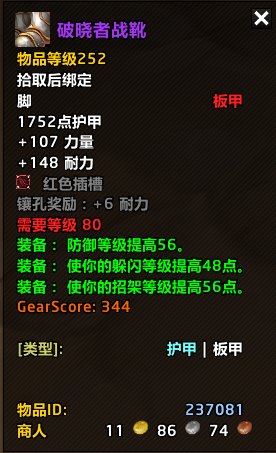 破晓者战靴
物品等级252
拾取后绑定
脚 板甲
1752点护甲
+107 力量
+148 耐力
红色插槽
镶孔奖励：+6 耐力
需要等级 80
装备：防御等级提高56。
装备：使你的躲闪等级提高48点。
装备：使你的招架等级提高56点。
GearScore: 344
[类型]: 护甲 | 板甲
物品ID: 237081
商人 11 86 74